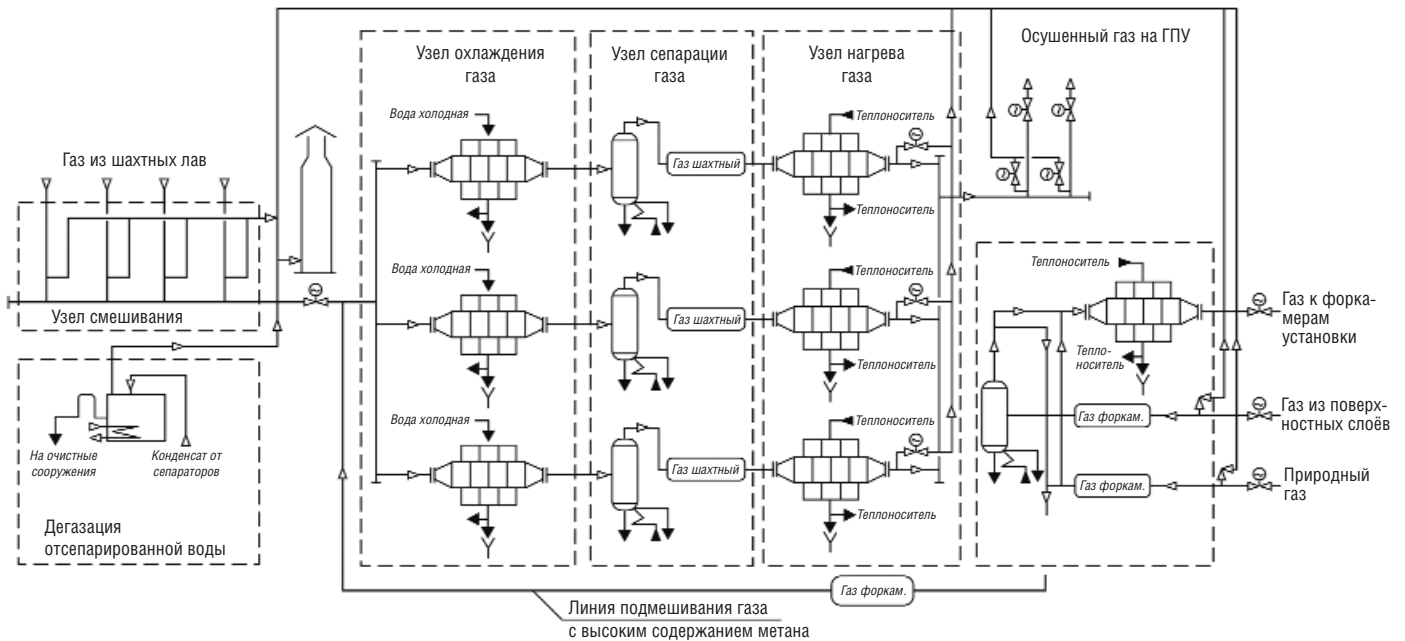 Узел охлаждения
газа
Узел сепарации
газа
Узел нагрева
газа
Осушенный газ на ГПУ
Вода холодная
Теплоноситель
Газ из шахтных лав
Газ шахтный
Теплоноситель
Узел смешивания
Вода холодная
Теплоноситель
Газ шахтный
Теплоноситель
Теплоноситель
Газ к форка-
мерам
установки
Тепло-
носитель
На очистные
сооружения
Конденсат от
сепараторов
Дегазация
отсепарированной воды
Вода холодная
Теплоноситель
Газ шахтный
Теплоноситель
Газ форкам.
Газ из поверх-
ностных слоёв
Газ форкам.
Природный
газ
Газ форкам.
Линия подмешивания газа
с высоким содержанием метана